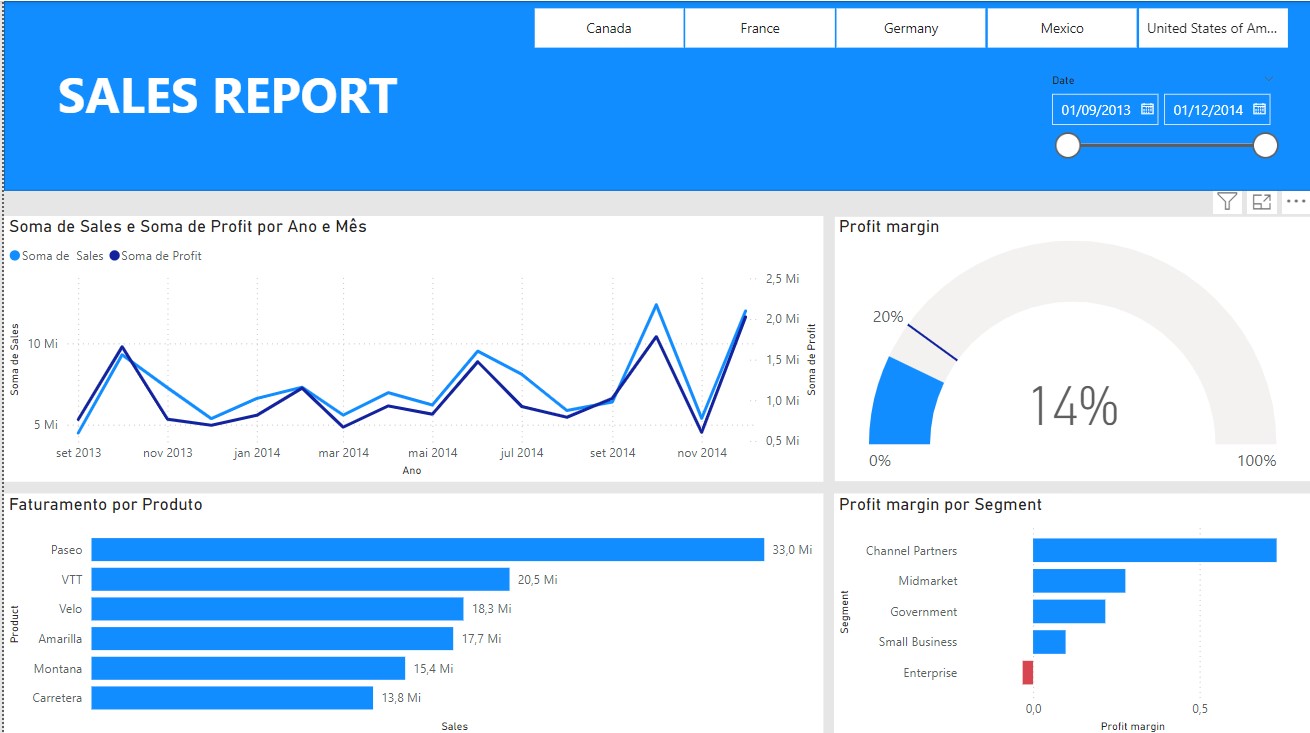 Canada
France
Germany
Mexico
United States of Am...
SALES REPORT
Date
01/09/2013
01/12/2014
Soma de Sales e Soma de Profit por Ano e Mês
Soma de Sales
Soma de Profit
Soma de Sales
10 Mi
5 Mi
2,5 Mi
2,0 Mi
1,5 Mi
1,0 Mi
0,5 Mi
Soma de Profit
set 2013
nov 2013
jan 2014
mar 2014
mai 2014
jul 2014
set 2014
nov 2014
Ano
Profit margin
20%
14%
0%
100%
Faturamento por Produto
Product
Paseo
33,0 Mi
VTT
20,5 Mi
Velo
18,3 Mi
Amarilla
17,7 Mi
Montana
15,4 Mi
Carretera
13,8 Mi
Sales
Profit margin por Segment
Segment
Channel Partners
Midmarket
Government
Small Business
Enterprise
0,0
0,5
Profit margin